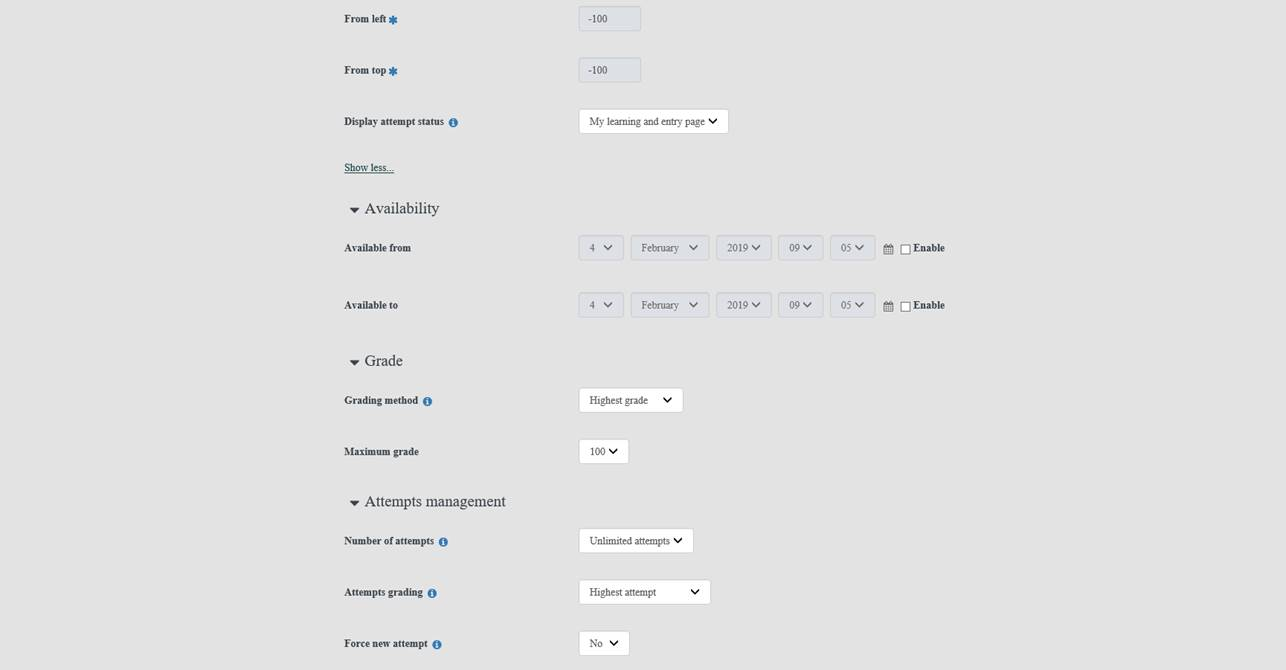 From left
-100
From top
-100
Display attempt status My learning and entry page
Show less...
Availability
Available from 4 February 2019 09 05 Enable
Available to 4 February 2019 09 05 Enable
Grade
Grading method Highest grade
Maximum grade 100
Attempts management
Number of attempts Unlimited attempts
Attempts grading Highest attempt
Force new attempt No